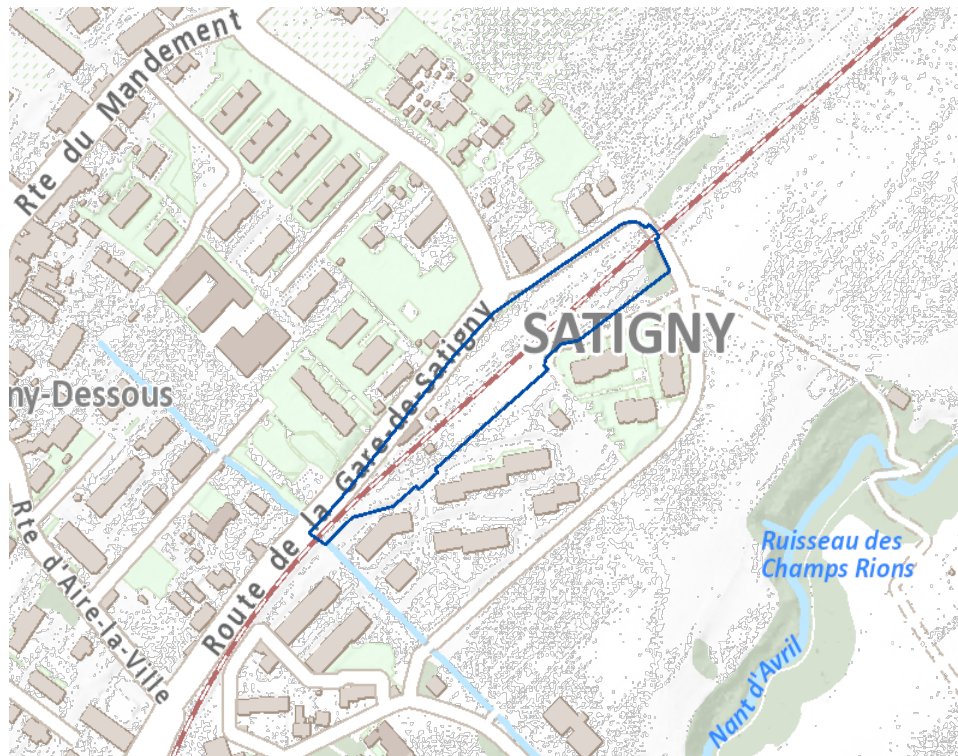 Rte du Mandement
SATIGNY
ny-Dessous
Route de la Gare-de-Satigny
Rte d'Aire-la-Ville
Ruisseau des
Champs Rions
Nant d'Avril